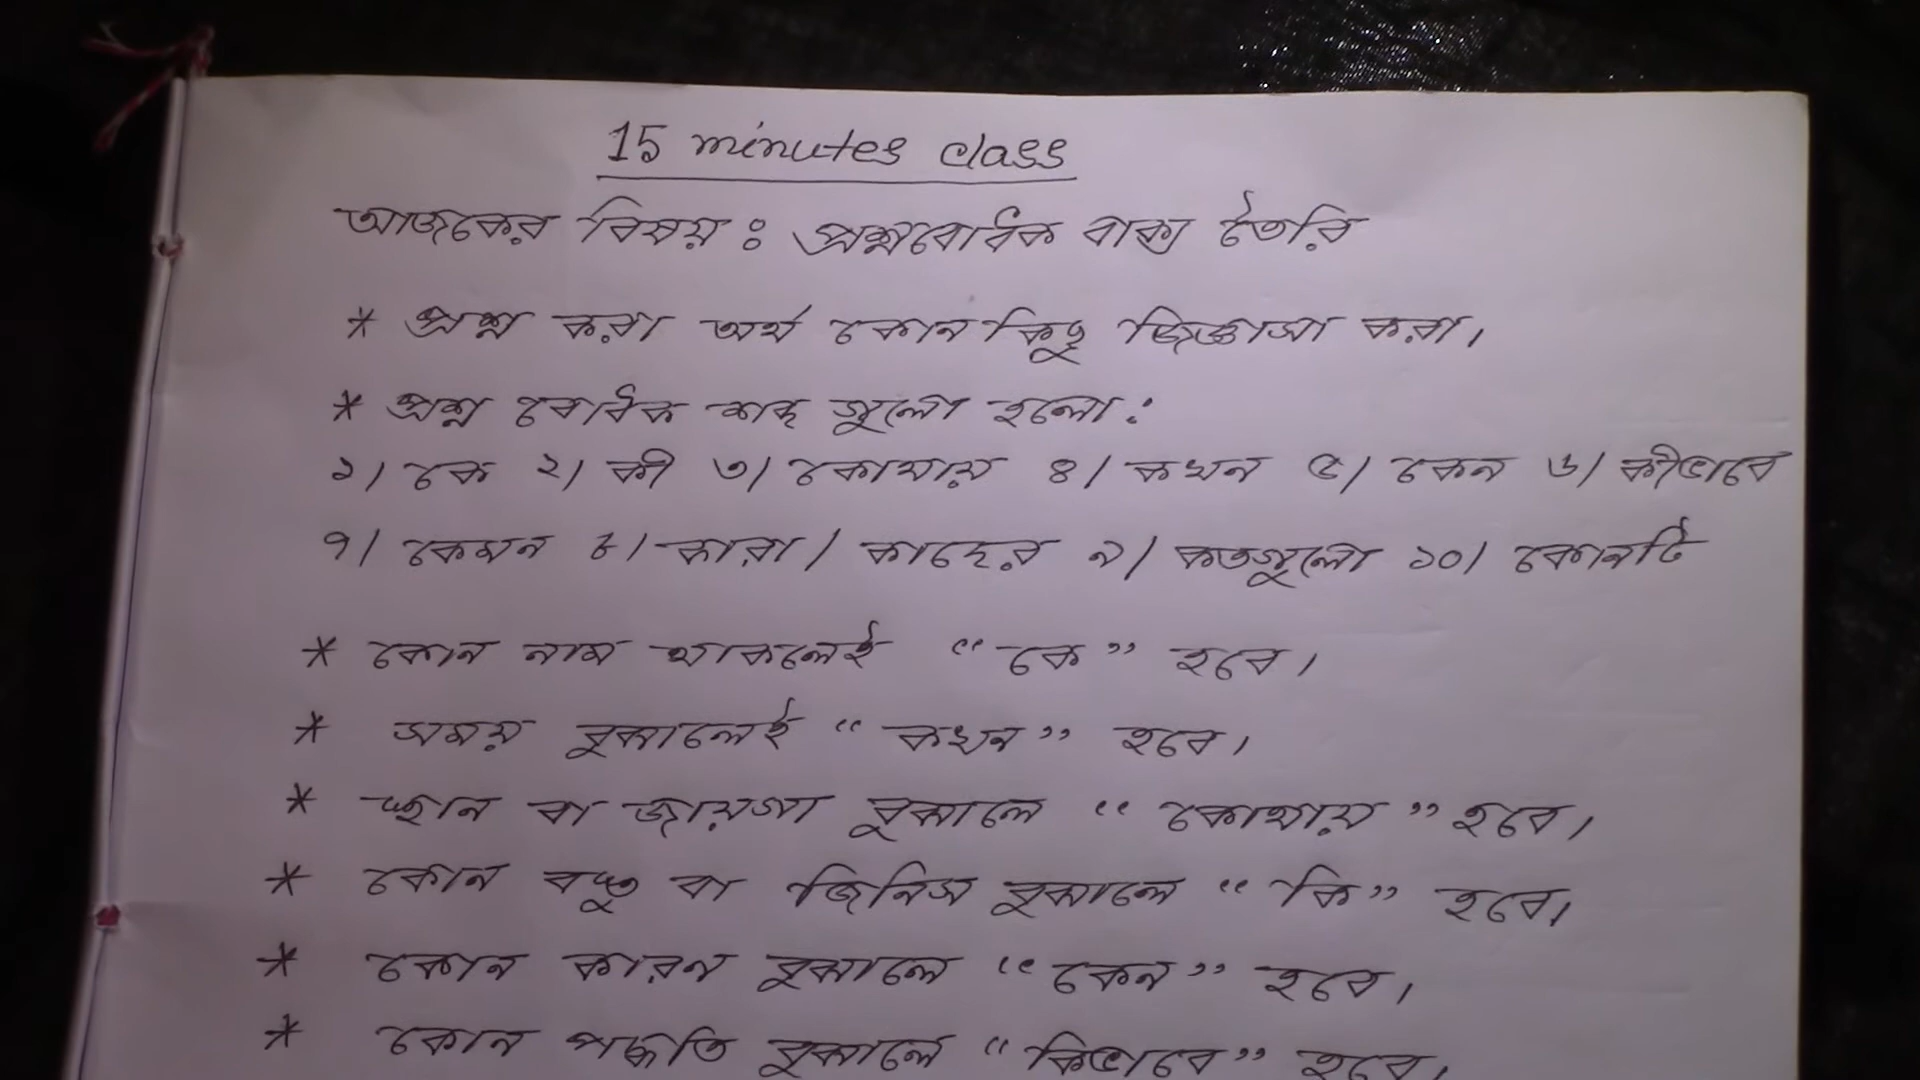 15 minutes class
আজকের বিষয় : প্রশ্নবোধক বাক্য তৈরি
* প্রশ্ন করা অর্থ কোন কিছু জিজ্ঞাসা করা।
* প্রশ্ন বোধক শব্দ গুলো হলো :
১/ কে ২/ কী ৩/ কোথায় ৪/ কখন ৫/ কেন ৬/ কীভাবে
৭/ কেমন ৮/ কারা / কাদের ৯/ কতগুলো ১০/ কোনটি
* কোন নাম থাকলেই “ কে ” হবে।
* সময় বুঝালেই “ কখন ” হবে।
* স্থান বা জায়গা বুঝালে “ কোথায় ” হবে।
* কোন বস্তু বা জিনিস বুঝালে “ কি ” হবে।
* কোন কারন বুঝালে “ কেন ” হবে।
* কোন পদ্ধতি বুঝালে “ কিভাবে ” হবে।